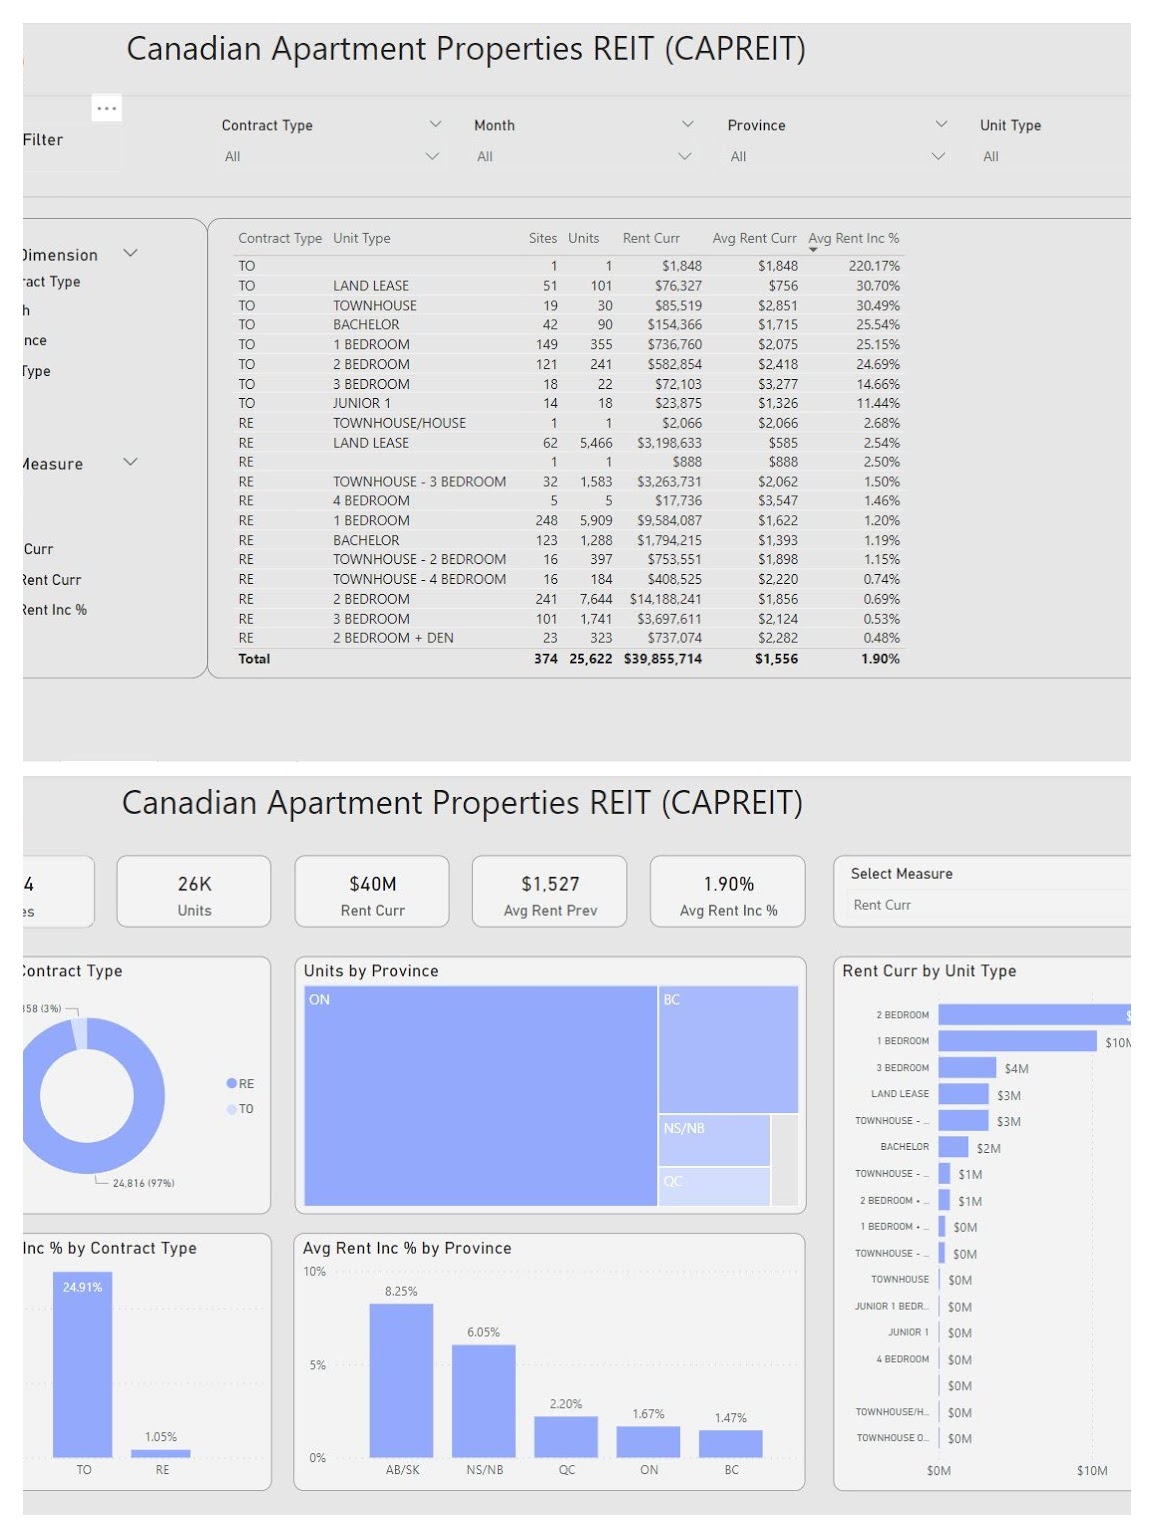 Canadian Apartment Properties REIT (CAPREIT)
...
Filter
Contract Type Month Province Unit Type
All All All All
Dimension
ract Type
h
nce
Type
Measure
Curr
Rent Curr
Rent Inc %
Contract Type Unit Type Sites Units Rent Curr Avg Rent Curr Avg Rent Inc %
TO 1 1 $1,848 $1,848 220.17%
TO LAND LEASE 51 101 $76,327 $756 30.70%
TO TOWNHOUSE 19 30 $85,519 $2,851 30.49%
TO BACHELOR 42 90 $154,366 $1,715 25.54%
TO 1 BEDROOM 149 355 $736,760 $2,075 25.15%
TO 2 BEDROOM 121 241 $582,854 $2,418 24.69%
TO 3 BEDROOM 18 22 $72,103 $3,277 14.66%
TO JUNIOR 1 14 18 $23,875 $1,326 11.44%
RE TOWNHOUSE/HOUSE 1 1 $2,066 $2,066 2.68%
RE LAND LEASE 62 5,466 $3,198,633 $585 2.54%
RE 1 1 $888 $888 2.50%
RE TOWNHOUSE - 3 BEDROOM 32 1,583 $3,263,731 $2,062 1.50%
RE 4 BEDROOM 5 5 $17,736 $3,547 1.46%
RE 1 BEDROOM 248 5,909 $9,584,087 $1,622 1.20%
RE BACHELOR 123 1,288 $1,794,215 $1,393 1.19%
RE TOWNHOUSE - 2 BEDROOM 16 397 $753,551 $1,898 1.15%
RE TOWNHOUSE - 4 BEDROOM 16 184 $408,525 $2,220 0.74%
RE 2 BEDROOM 241 7,644 $14,188,241 $1,856 0.69%
RE 3 BEDROOM 101 1,741 $3,697,611 $2,124 0.53%
RE 2 BEDROOM + DEN 23 323 $737,074 $2,282 0.48%
Total 374 25,622 $39,855,714 $1,556 1.90%
Canadian Apartment Properties REIT (CAPREIT)
4
es
26K
Units
$40M
Rent Curr
$1,527
Avg Rent Prev
1.90%
Avg Rent Inc %
Select Measure
Rent Curr
Contract Type
858 (3%)
RE
TO
24,816 (97%)
Units by Province
ON
BC
NS/NB
QC
Rent Curr by Unit Type
2 BEDROOM $
1 BEDROOM $10M
3 BEDROOM $4M
LAND LEASE $3M
TOWNHOUSE - ... $3M
BACHELOR $2M
TOWNHOUSE - ... $1M
2 BEDROOM + ... $1M
1 BEDROOM + ... $0M
TOWNHOUSE - ... $0M
TOWNHOUSE $0M
JUNIOR 1 BEDR... $0M
JUNIOR 1 $0M
4 BEDROOM $0M
$0M
TOWNHOUSE/H... $0M
TOWNHOUSE O... $0M
$0M $10M
Inc % by Contract Type
24.91%
1.05%
TO RE
Avg Rent Inc % by Province
10%
8.25%
6.05%
5%
2.20%
1.67%
1.47%
0%
AB/SK NS/NB QC ON BC